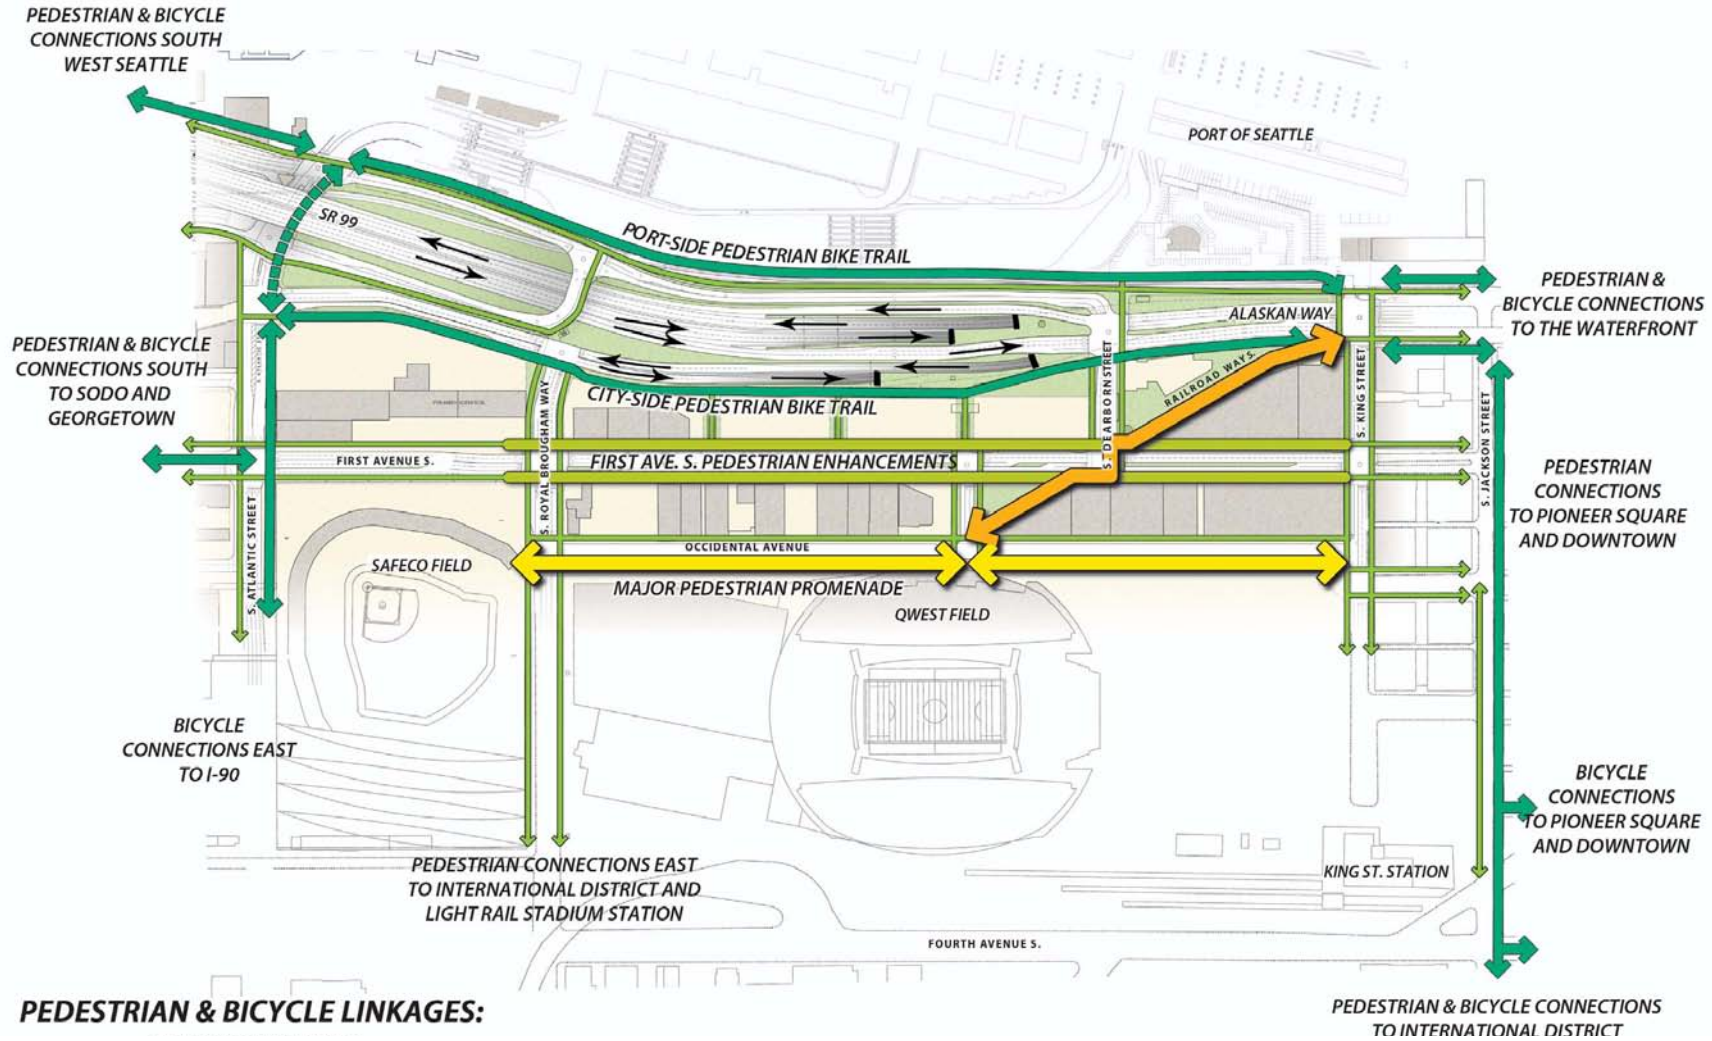 PEDESTRIAN & BICYCLE
CONNECTIONS SOUTH
WEST SEATTLE
PORT OF SEATTLE
SR 99
PORT-SIDE PEDESTRIAN BIKE TRAIL
PEDESTRIAN &
BICYCLE CONNECTIONS
TO THE WATERFRONT
ALASKAN WAY
PEDESTRIAN & BICYCLE
CONNECTIONS SOUTH
TO SODO AND
GEORGETOWN
RAILROAD WAY S.
S. DEARBORN STREET
S. KING STREET
S. JACKSON STREET
CITY-SIDE PEDESTRIAN BIKE TRAIL
S. ROYAL BROUGHAM WAY
FIRST AVENUE S.
FIRST AVE. S. PEDESTRIAN ENHANCEMENTS
PEDESTRIAN
CONNECTIONS
TO PIONEER SQUARE
AND DOWNTOWN
S. ATLANTIC STREET
OCCIDENTAL AVENUE
SAFECO FIELD
MAJOR PEDESTRIAN PROMENADE
QWEST FIELD
BICYCLE
CONNECTIONS EAST
TO I-90
BICYCLE
CONNECTIONS
TO PIONEER SQUARE
AND DOWNTOWN
PEDESTRIAN CONNECTIONS EAST
TO INTERNATIONAL DISTRICT AND
LIGHT RAIL STADIUM STATION
KING ST. STATION
FOURTH AVENUE S.
PEDESTRIAN & BICYCLE LINKAGES:
PEDESTRIAN & BICYCLE CONNECTIONS
TO INTERNATIONAL DISTRICT